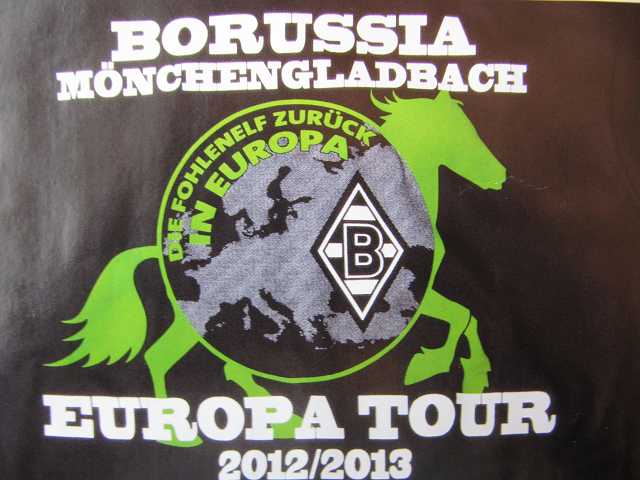 BORUSSIA
MÖNCHENGLADBACH
DIE FOHLENELF ZURÜCK
IN EUROPA
B
EUROPA TOUR
2012/2013